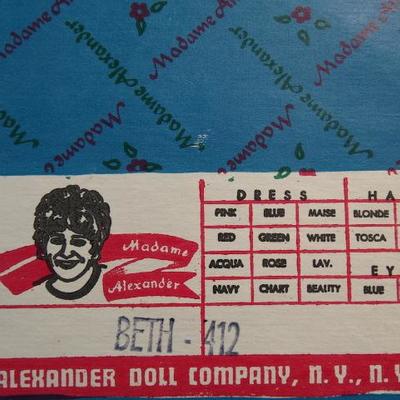 Madame Alexander
Madame Alexander
Madame Alexander
Madame Alexander
Madame
DRESS HA
PINK BLUE MAISE BLONDE
RED GREEN WHITE TOSCA
ACQUA ROSE LAV. EY
NAVY CHART BEAUTY BLUE
Madame
Alexander
BETH - 412
ALEXANDER DOLL COMPANY, N.Y., N.Y